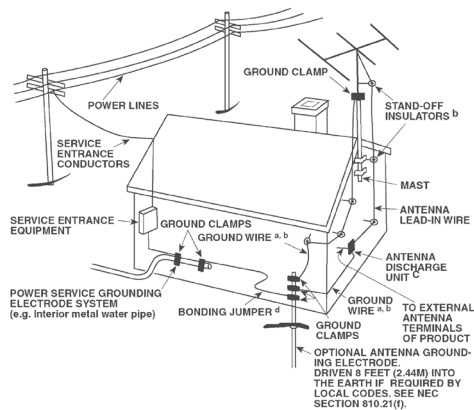 GROUND CLAMP
POWER LINES
STAND-OFF
INSULATORS b
SERVICE
ENTRANCE
CONDUCTORS
MAST
ANTENNA
LEAD-IN WIRE
SERVICE ENTRANCE
EQUIPMENT
GROUND CLAMPS
GROUND WIRE a, b
ANTENNA
DISCHARGE
UNIT C
POWER SERVICE GROUNDING
ELECTRODE SYSTEM
(e.g. Interior metal water pipe)
BONDING JUMPER d
GROUND
WIRE a, b
TO EXTERNAL
ANTENNA
TERMINALS
OF PRODUCT
GROUND
CLAMPS
OPTIONAL ANTENNA GROUND-
ING ELECTRODE.
DRIVEN 8 FEET (2.44M) INTO
THE EARTH IF REQUIRED BY
LOCAL CODES. SEE NEC
SECTION 810.21(f).